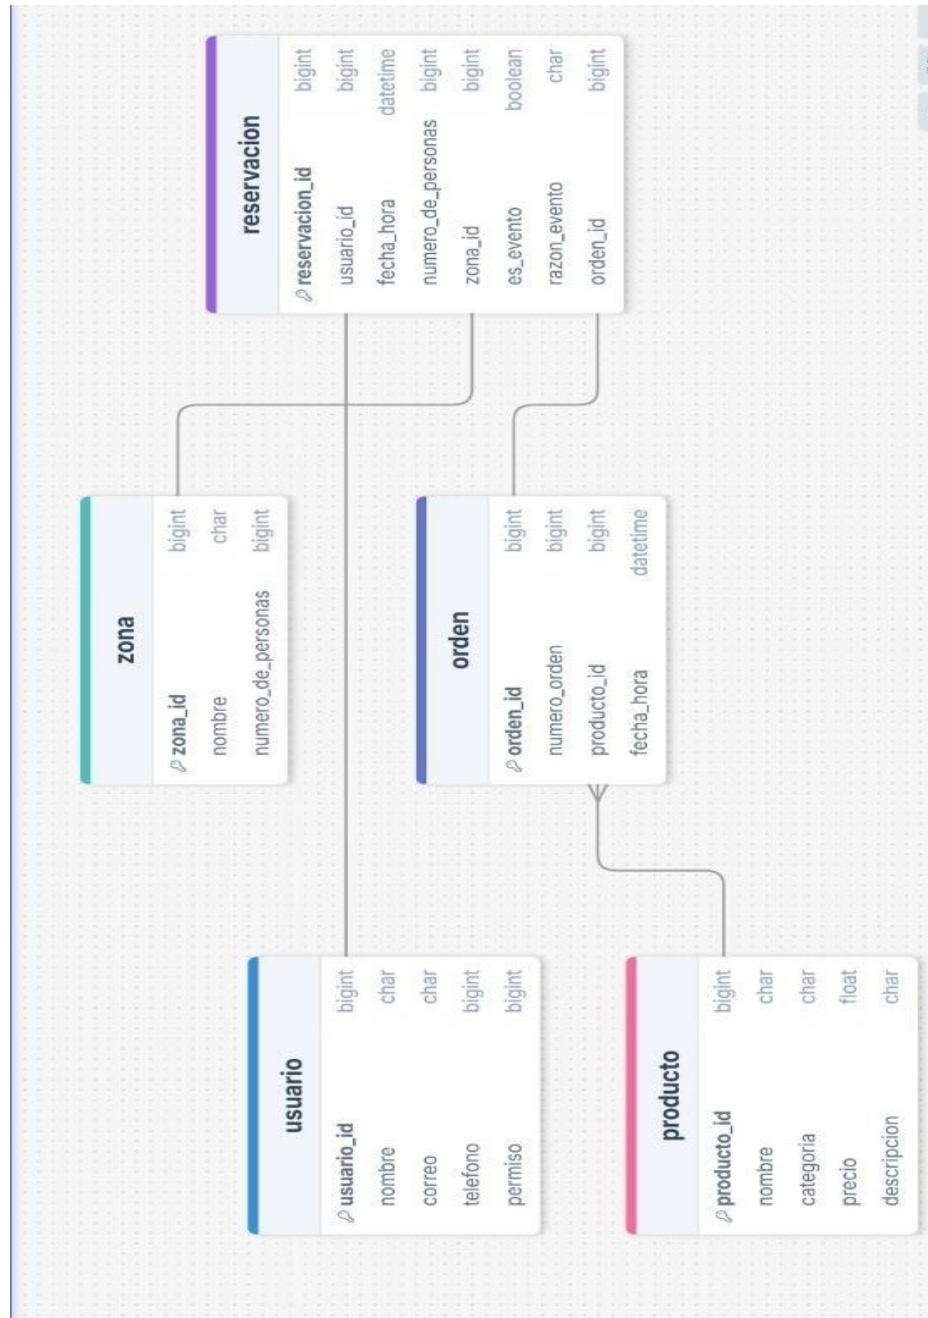 usuario
usuario_id bigint
nombre char
correo char
telefono bigint
permiso bigint
zona
zona_id bigint
nombre char
numero_de_personas bigint
reservacion
reservacion_id bigint
usuario_id bigint
fecha_hora datetime
numero_de_personas bigint
zona_id bigint
es_evento boolean
razon_evento char
orden_id bigint
producto
producto_id bigint
nombre char
categoria char
precio float
descripcion char
orden
orden_id bigint
numero_orden bigint
producto_id bigint
fecha_hora datetime